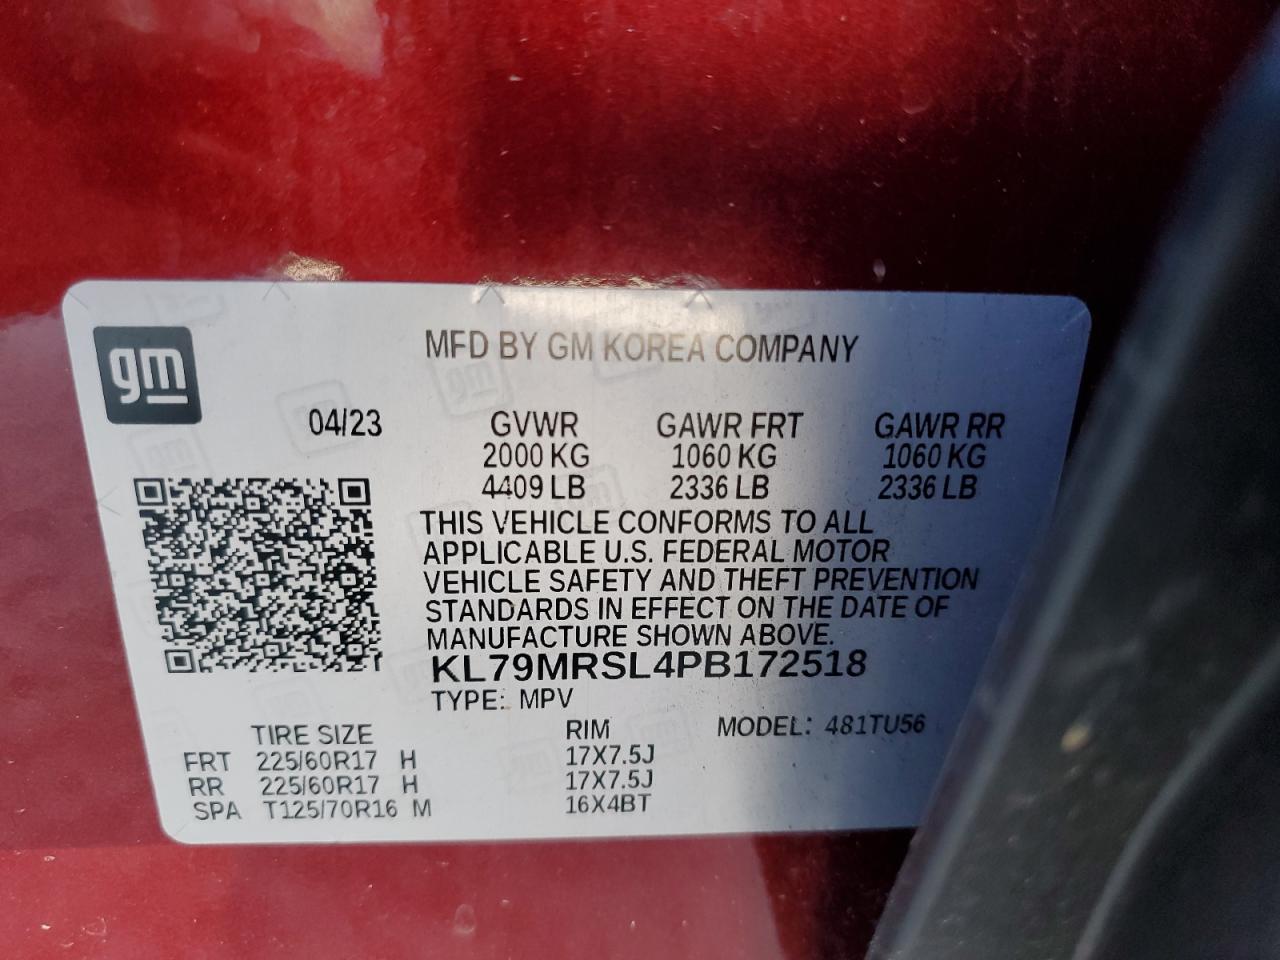 gm
MFD BY GM KOREA COMPANY
04/23 GVWR GAWR FRT GAWR RR
2000 KG 1060 KG 1060 KG
4409 LB 2336 LB 2336 LB
THIS VEHICLE CONFORMS TO ALL
APPLICABLE U.S. FEDERAL MOTOR
VEHICLE SAFETY AND THEFT PREVENTION
STANDARDS IN EFFECT ON THE DATE OF
MANUFACTURE SHOWN ABOVE.
KL79MRSL4PB172518
TYPE: MPV
TIRE SIZE RIM MODEL: 481TU56
FRT 225/60R17 H 17X7.5J
RR 225/60R17 H 17X7.5J
SPA T125/70R16 M 16X4BT